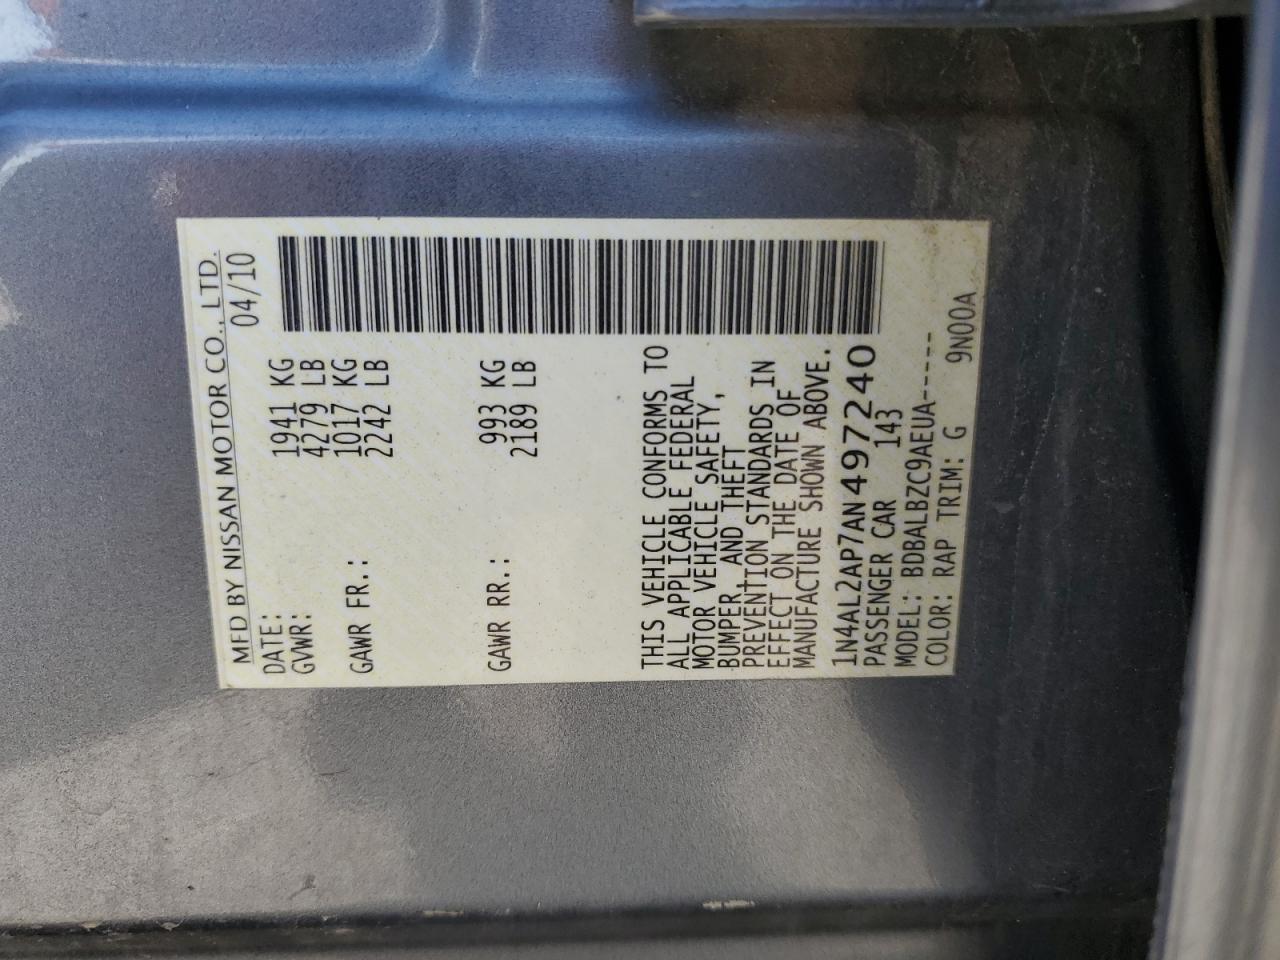 MFD BY NISSAN MOTOR CO., LTD.
DATE: 04/10
GVWR: 1941 KG
4279 LB
GAWR FR.: 1017 KG
2242 LB
GAWR RR.: 993 KG
2189 LB
THIS VEHICLE CONFORMS TO
ALL APPLICABLE FEDERAL
MOTOR VEHICLE SAFETY,
BUMPER, AND THEFT
PREVENTION STANDARDS IN
EFFECT ON THE DATE OF
MANUFACTURE SHOWN ABOVE.
1N4AL2AP7AN497240
PASSENGER CAR 143
MODEL: BDBALBZC9AEUA-----
COLOR: RAP TRIM: G 9N00A